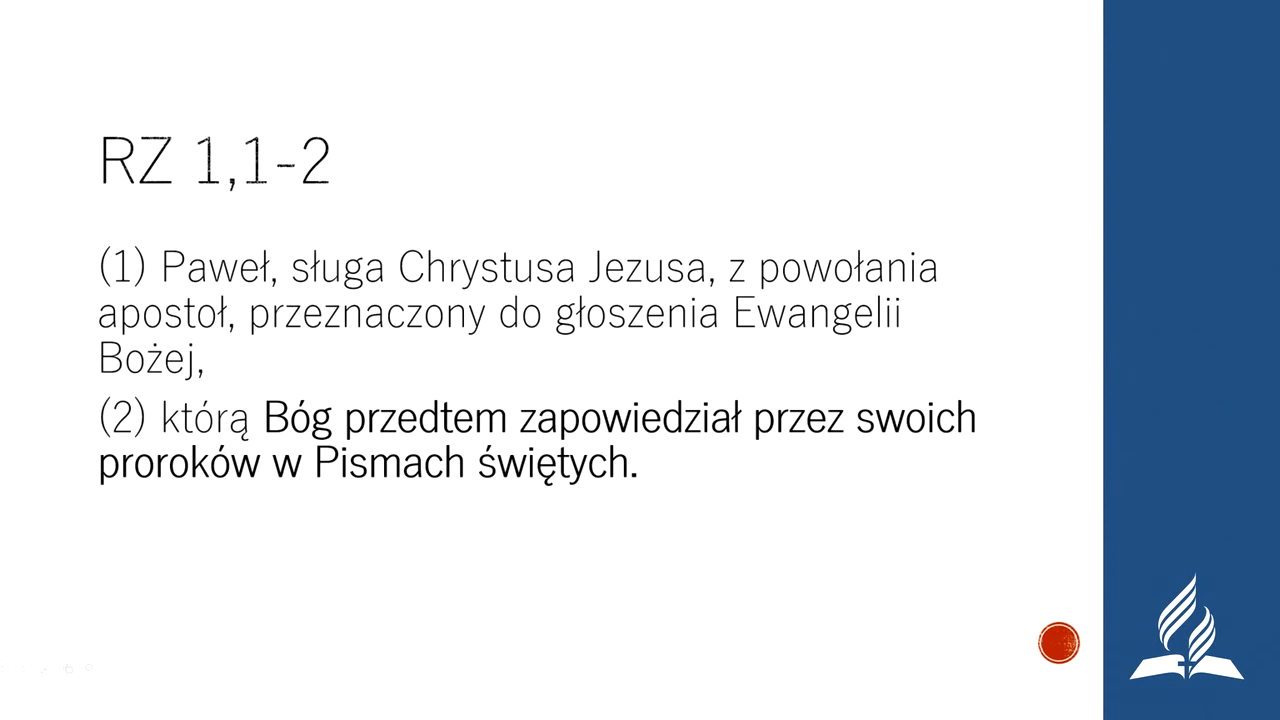 RZ 1,1-2
(1) Paweł, sługa Chrystusa Jezusa, z powołania
apostoł, przeznaczony do głoszenia Ewangelii
Bożej,
(2) którą Bóg przedtem zapowiedział przez swoich
proroków w Pismach świętych.